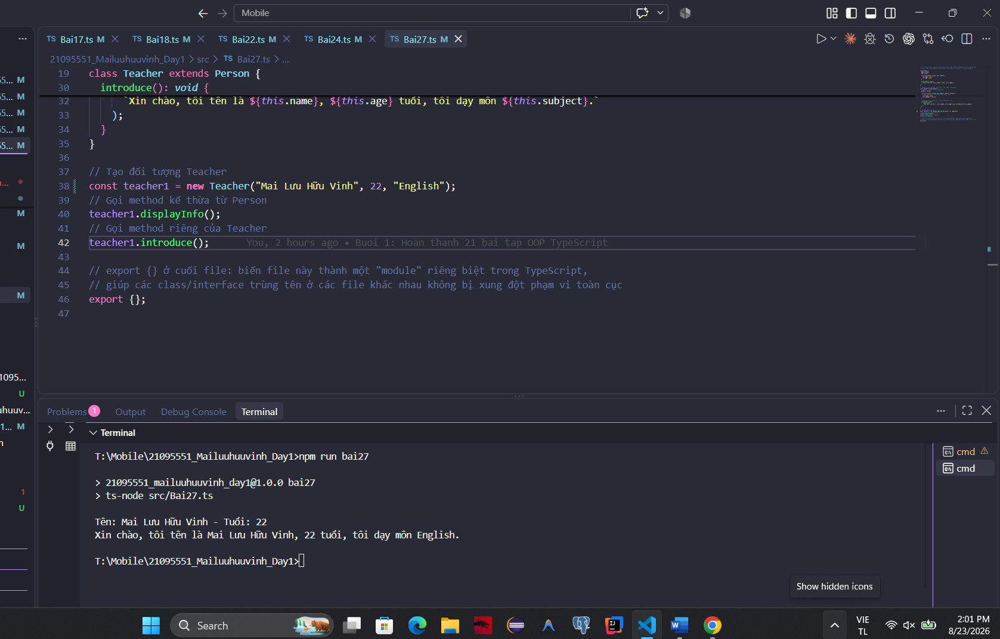 Mobile
TS Bai17.ts M
TS Bai18.ts M
TS Bai22.ts M
TS Bai24.ts M
TS Bai27.ts M
21095551_Mailuuhuuvinh_Day1 > src > TS Bai27.ts > ...
19 class Teacher extends Person {
30 introduce(): void {
32 `Xin chào, tôi tên là ${this.name}, ${this.age} tuổi, tôi dạy môn ${this.subject}.`
33 );
34 }
35 }
36
37 // Tạo đối tượng Teacher
38 const teacher1 = new Teacher("Mai Lưu Hữu Vinh", 22, "English");
39 // Gọi method kế thừa từ Person
40 teacher1.displayInfo();
41 // Gọi method riêng của Teacher
42 teacher1.introduce(); You, 2 hours ago • Buoi 1: Hoan thanh 21 bai tap OOP TypeScript
43
44 // export {} ở cuối file: biến file này thành một "module" riêng biệt trong TypeScript,
45 // giúp các class/interface trùng tên ở các file khác nhau không bị xung đột phạm vi toàn cục
46 export {};
47
55... M
55... M
55... M
55... M
55... M
M
M
M
1095...
U
uhuuv...
1... M
1
U
Problems 1
Output
Debug Console
Terminal
Terminal
T:\Mobile\21095551_Mailuuhuuvinh_Day1>npm run bai27
> 21095551_mailuuhuuvinh_day1@1.0.0 bai27
> ts-node src/Bai27.ts
Tên: Mai Lưu Hữu Vinh - Tuổi: 22
Xin chào, tôi tên là Mai Lưu Hữu Vinh, 22 tuổi, tôi dạy môn English.
T:\Mobile\21095551_Mailuuhuuvinh_Day1>
cmd
cmd
Show hidden icons
Search
VIE
TL
2:01 PM
8/23/2026